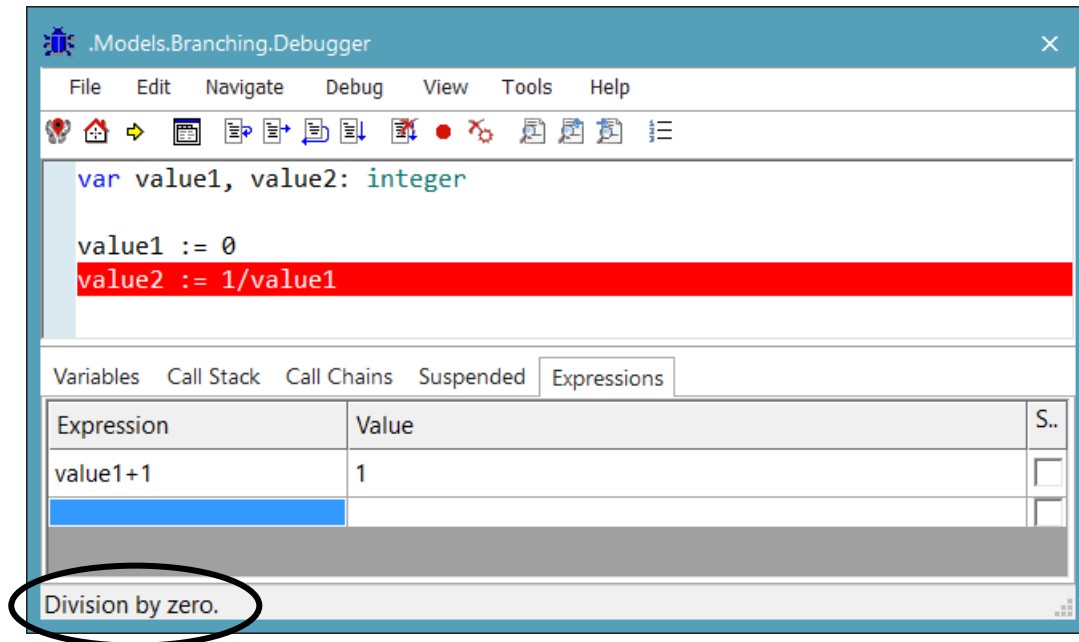 .Models.Branching.Debugger
File Edit Navigate Debug View Tools Help
var value1, value2: integer
value1 := 0
value2 := 1/value1
Variables Call Stack Call Chains Suspended Expressions
Expression Value S..
value1+1 1
Division by zero.